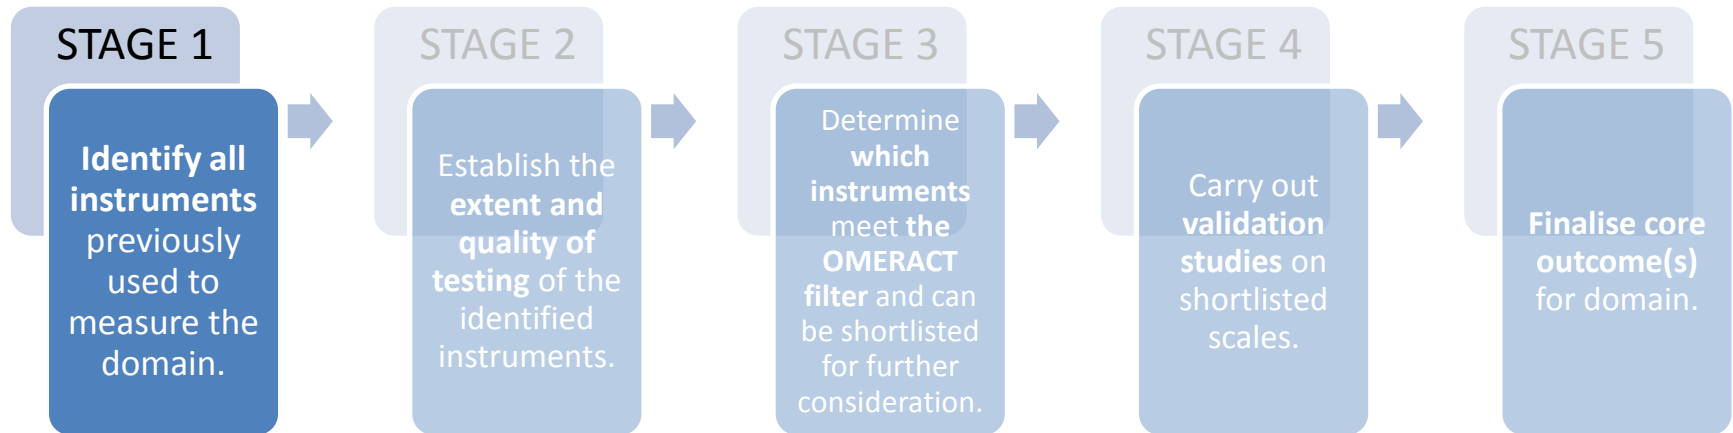 STAGE 1
Identify all
instruments
previously
used to
measure the
domain.
STAGE 2
Establish the
extent and
quality of
testing of the
identified
instruments.
STAGE 3
Determine
which
instruments
meet the
OMERACT
filter and can
be shortlisted
for further
consideration.
STAGE 4
Carry out
validation
studies on
shortlisted
scales.
STAGE 5
Finalise core
outcome(s)
for domain.